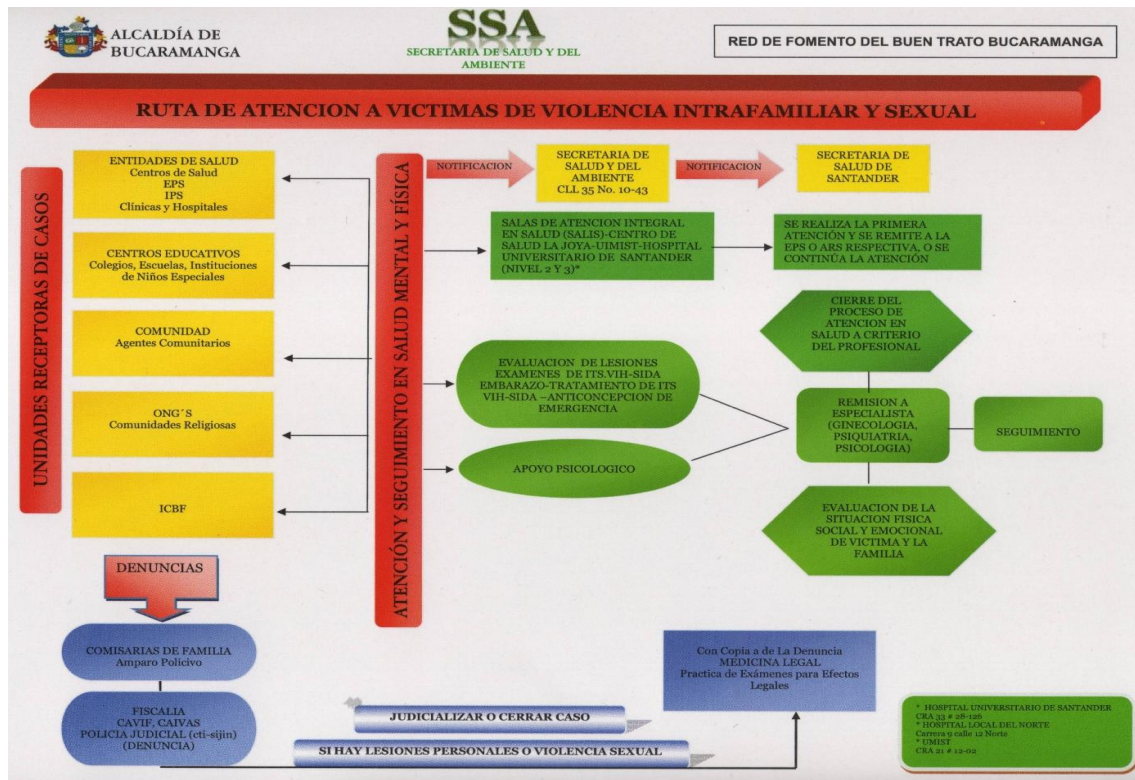 ALCALDÍA DE
BUCARAMANGA
SSA
SECRETARIA DE SALUD Y DEL
AMBIENTE
RED DE FOMENTO DEL BUEN TRATO BUCARAMANGA
RUTA DE ATENCION A VICTIMAS DE VIOLENCIA INTRAFAMILIAR Y SEXUAL
UNIDADES RECEPTORAS DE CASOS
ENTIDADES DE SALUD
Centros de Salud
EPS
IPS
Clínicas y Hospitales
CENTROS EDUCATIVOS
Colegios, Escuelas, Instituciones
de Niños Especiales
COMUNIDAD
Agentes Comunitarios
ONG´S
Comunidades Religiosas
ICBF
DENUNCIAS
COMISARIAS DE FAMILIA
Amparo Policivo
FISCALIA
CAVIF, CAIVAS
POLICIA JUDICIAL (cti-sijin)
(DENUNCIA)
ATENCIÓN Y SEGUIMIENTO EN SALUD MENTAL Y FÍSICA
NOTIFICACION
SECRETARIA DE
SALUD Y DEL
AMBIENTE
CLL 35 No. 10-43
NOTIFICACION
SECRETARIA DE
SALUD DE
SANTANDER
SALAS DE ATENCION INTEGRAL
EN SALUD (SALIS)-CENTRO DE
SALUD LA JOYA-UIMIST-HOSPITAL
UNIVERSITARIO DE SANTANDER
(NIVEL 2 Y 3)*
SE REALIZA LA PRIMERA
ATENCIÓN Y SE REMITE A LA
EPS O ARS RESPECTIVA, O SE
CONTINÚA LA ATENCIÓN
CIERRE DEL
PROCESO DE
ATENCION EN
SALUD A CRITERIO
DEL PROFESIONAL
EVALUACION DE LESIONES
EXAMENES DE ITS.VIH-SIDA
EMBARAZO-TRATAMIENTO DE ITS
VIH-SIDA –ANTICONCEPCION DE
EMERGENCIA
APOYO PSICOLOGICO
REMISION A
ESPECIALISTA
(GINECOLOGIA,
PSIQUIATRIA,
PSICOLOGIA)
SEGUIMIENTO
EVALUACION DE LA
SITUACION FISICA
SOCIAL Y EMOCIONAL
DE VICTIMA Y LA
FAMILIA
JUDICIALIZAR O CERRAR CASO
SI HAY LESIONES PERSONALES O VIOLENCIA SEXUAL
Con Copia a de La Denuncia
MEDICINA LEGAL
Practica de Exámenes para Efectos
Legales
* HOSPITAL UNIVERSITARIO DE SANTANDER
CRA 33 # 28-126
* HOSPITAL LOCAL DEL NORTE
Carrera 9 calle 12 Norte
* UMIST
CRA 21 # 12-02